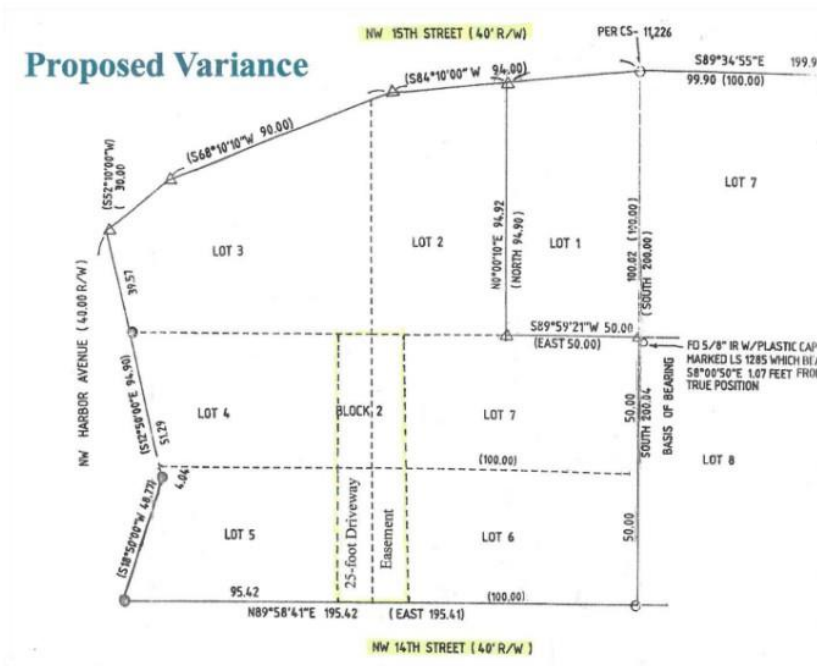 NW 15TH STREET (40' R/W)
PER CS- 11,226
Proposed Variance
S89°34'55"E 199.9
99.90 (100.00)
(S84°10'00" W 94.00)
(S68°10'10"W 90.00)
(S52°10'00"W)
( 30.00
LOT 7
LOT 3
LOT 2
LOT 1
N0°00'10"E 94.92
(NORTH 94.90)
100.02 (100.00)
(SOUTH 200.00)
39.57
NW HARBOR AVENUE (40.00 R/W)
S89°59'21"W 50.00
(EAST 50.00)
FD 5/8" IR W/PLASTIC CAP
MARKED LS 1285 WHICH BEA
S8°00'50"E 1.07 FEET FRO
TRUE POSITION
(S12°50'00"E 94.90)
51.29
LOT 4
BLOCK 2
LOT 7
50.00
SOUTH 200.04
BASIS OF BEARING
LOT 8
(100.00)
4.04
(S18°50'00"W 48.77)
LOT 5
25-foot Driveway
Easement
LOT 6
50.00
95.42
(100.00)
N89°58'41"E 195.42 (EAST 195.41)
NW 14TH STREET (40' R/W)